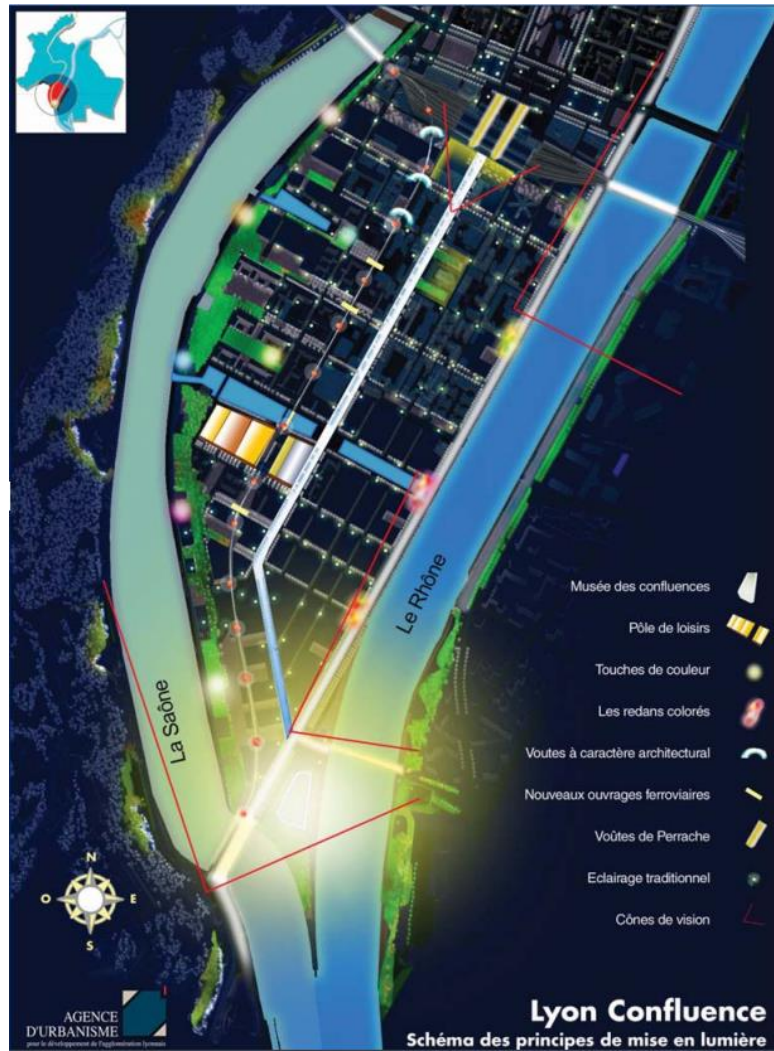 Le Rhône
La Saône
Musée des confluences
Pôle de loisirs
Touches de couleur
Les redans colorés
Voutes à caractère architectural
Nouveaux ouvrages ferroviaires
Voûtes de Perrache
Eclairage traditionnel
Cônes de vision
N
O
E
S
AGENCE
D'URBANISME
pour le développement de l'agglomération lyonnaise
Lyon Confluence
Schéma des principes de mise en lumière